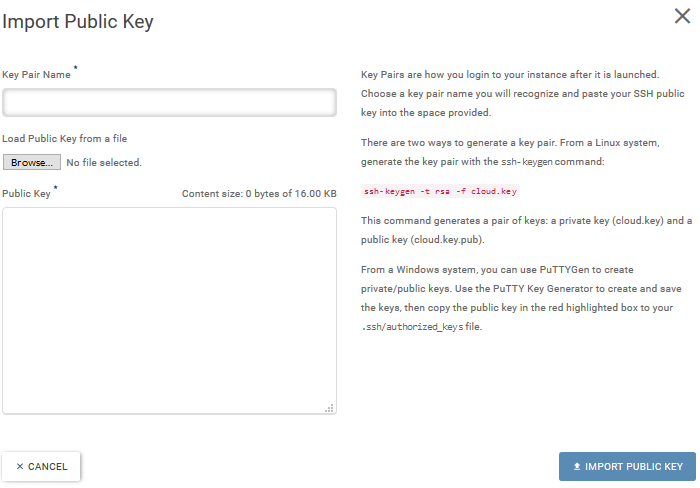 Import Public Key
Key Pair Name *
Load Public Key from a file
Browse... No file selected.
Public Key * Content size: 0 bytes of 16.00 KB
Key Pairs are how you login to your instance after it is launched.
Choose a key pair name you will recognize and paste your SSH public
key into the space provided.
There are two ways to generate a key pair. From a Linux system,
generate the key pair with the ssh-keygen command:
ssh-keygen -t rsa -f cloud.key
This command generates a pair of keys: a private key (cloud.key) and a
public key (cloud.key.pub).
From a Windows system, you can use PuTTYGen to create
private/public keys. Use the PuTTY Key Generator to create and save
the keys, then copy the public key in the red highlighted box to your
.ssh/authorized_keys file.
× CANCEL
IMPORT PUBLIC KEY